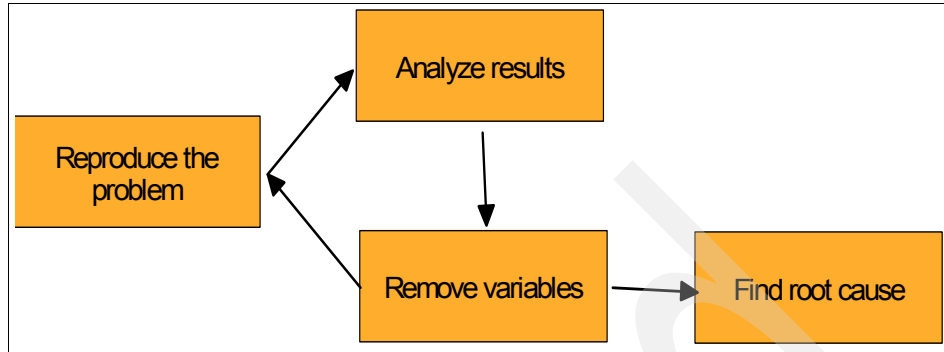 Analyze results
Reproduce the
problem
Remove variables
Find root cause